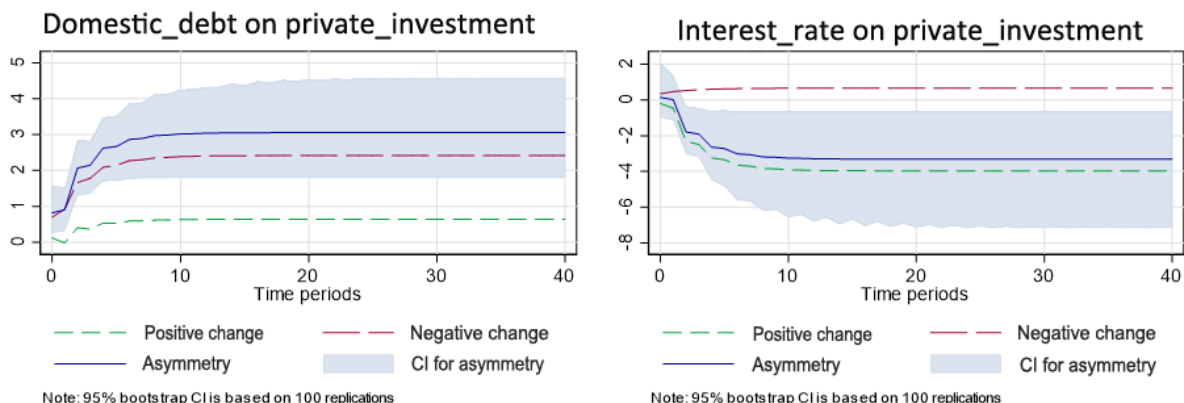 Domestic_debt on private_investment
5
4
3
2
1
0
0 10 20 30 40
Time periods
Positive change Negative change
Asymmetry CI for asymmetry
Note: 95% bootstrap CI is based on 100 replications
Interest_rate on private_investment
2
0
-2
-4
-6
-8
0 10 20 30 40
Time periods
Positive change Negative change
Asymmetry CI for asymmetry
Note: 95% bootstrap CI is based on 100 replications